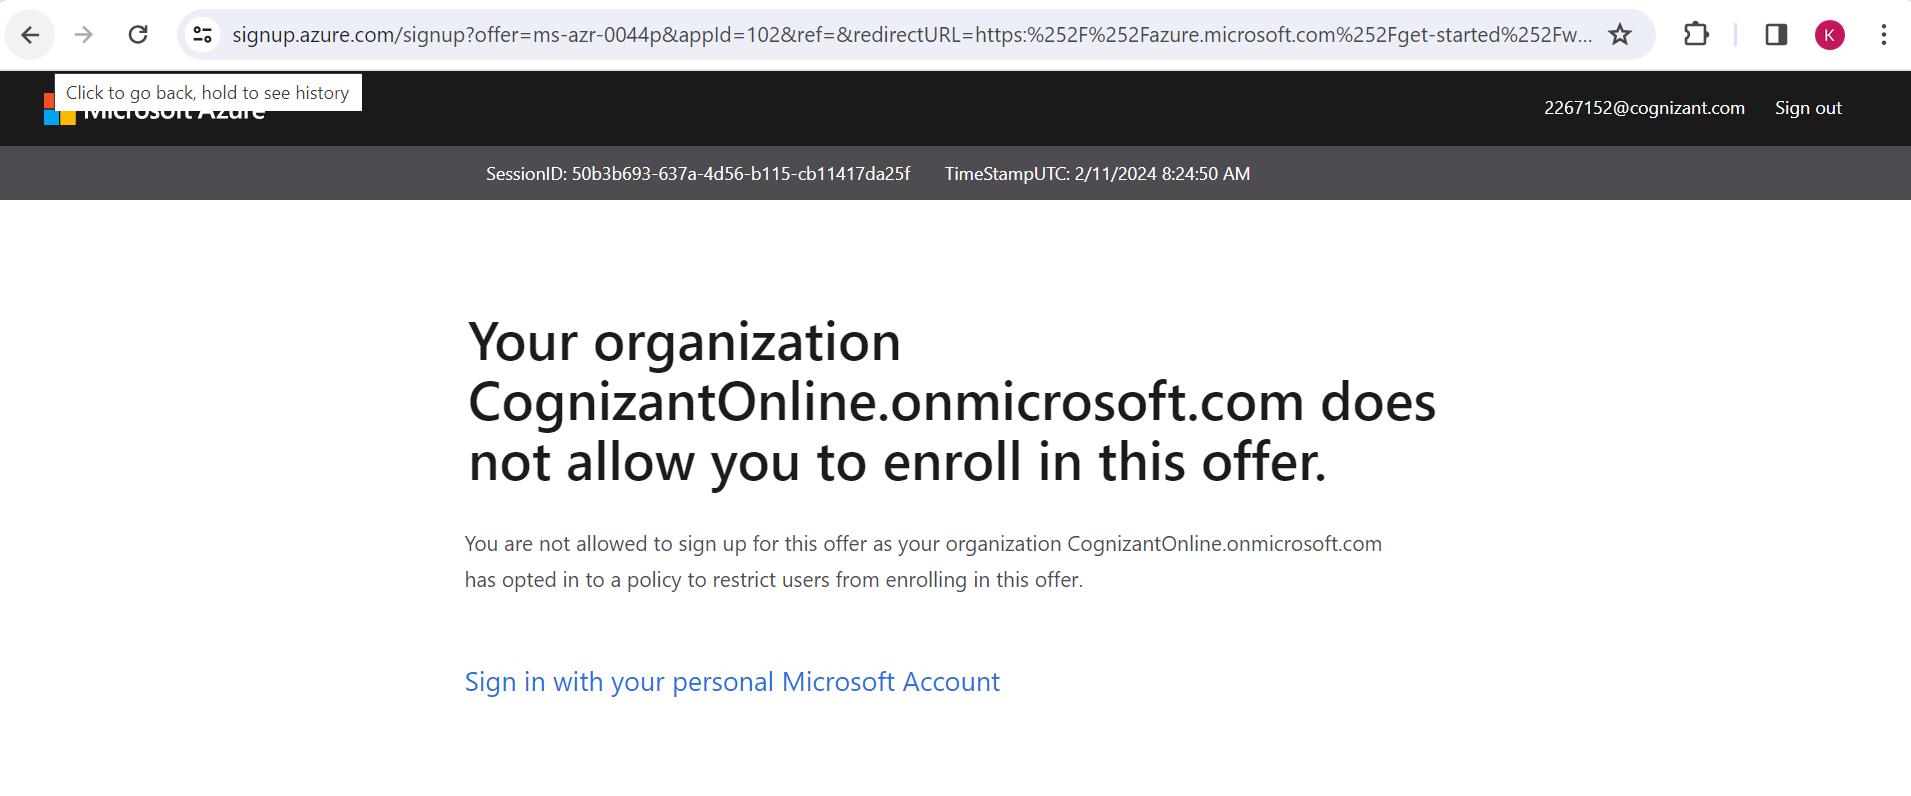 signup.azure.com/signup?offer=ms-azr-0044p&appId=102&ref=&redirectURL=https:%252F%252Fazure.microsoft.com%252Fget-started%252Fw...
K
Click to go back, hold to see history
Microsoft Azure
2267152@cognizant.com
Sign out
SessionID: 50b3b693-637a-4d56-b115-cb11417da25f
TimeStampUTC: 2/11/2024 8:24:50 AM
Your organization
CognizantOnline.onmicrosoft.com does
not allow you to enroll in this offer.
You are not allowed to sign up for this offer as your organization CognizantOnline.onmicrosoft.com
has opted in to a policy to restrict users from enrolling in this offer.
Sign in with your personal Microsoft Account